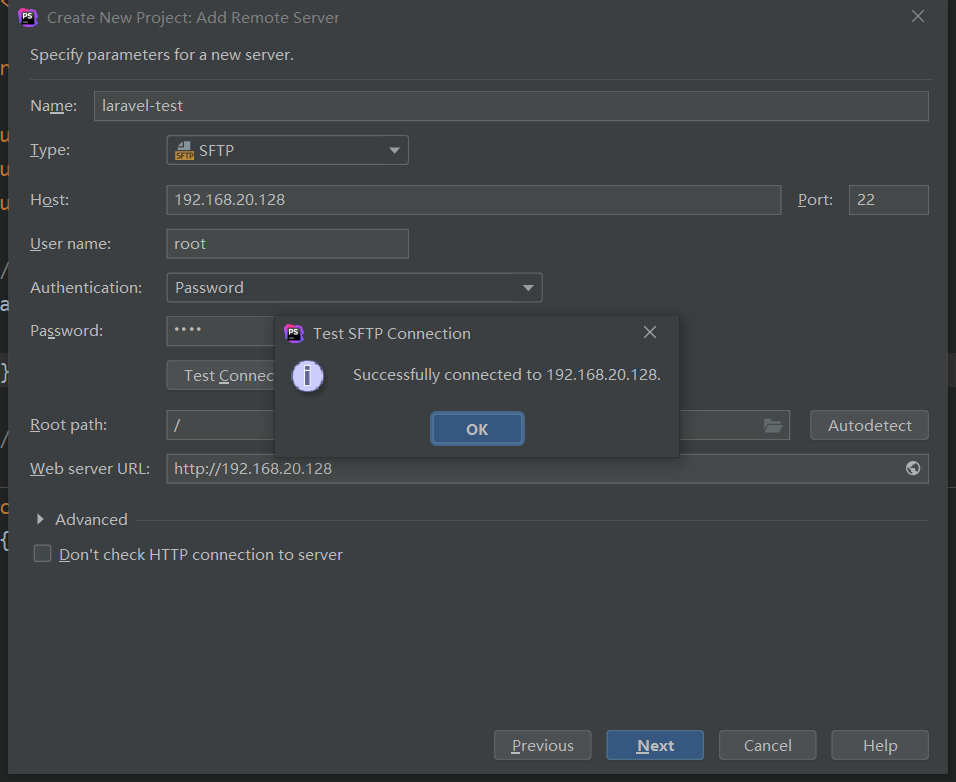 PS Create New Project: Add Remote Server
Specify parameters for a new server.
Name: laravel-test
Type: SFTP SFTP
Host: 192.168.20.128 Port: 22
User name: root
Authentication: Password
Password: ••••
PS Test SFTP Connection
Test Connec
i Successfully connected to 192.168.20.128.
Root path: / OK Autodetect
Web server URL: http://192.168.20.128
Advanced
Don't check HTTP connection to server
Previous Next Cancel Help